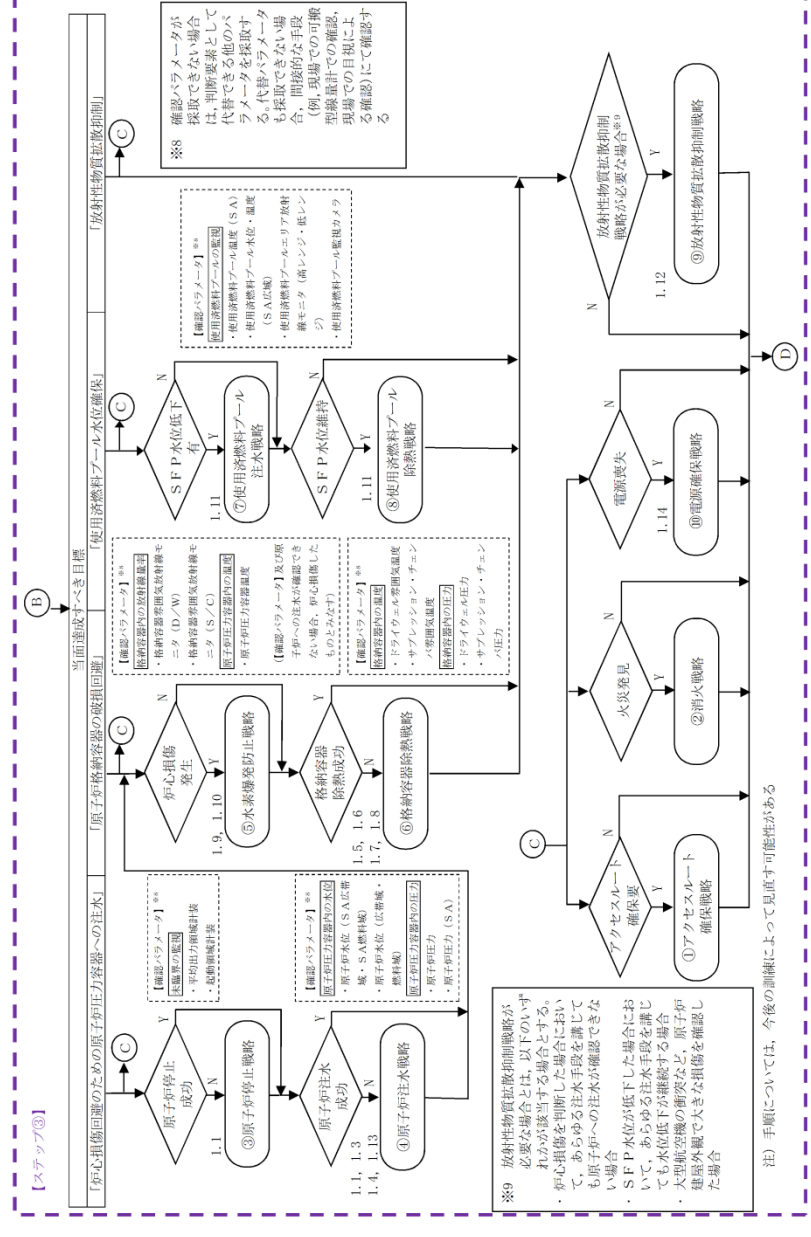 【ステップ③】
B
当面達成すべき目標
「炉心損傷回避のための原子炉圧力容器への注水」
「原子炉格納容器の破損回避」
「使用済燃料プール水位確保」
「放射性物質拡散抑制」
C
原子炉停止
成功
Y
N
1.1
③原子炉停止戦略
原子炉注水
成功
Y
N
1.1, 1.3
1.4, 1.13
④原子炉注水戦略
【確認パラメータ】※8
未臨界の監視
・平均出力領域計装
・起動領域計装
【確認パラメータ】※8
原子炉圧力容器内の水位
・原子炉水位（ＳＡ広帯
域・ＳＡ燃料域）
・原子炉水位（広帯域・
燃料域）
原子炉圧力容器内の圧力
・原子炉圧力
・原子炉圧力（ＳＡ）
C
炉心損傷
発生
N
Y
1.9, 1.10
⑤水素爆発防止戦略
格納容器
除熱成功
Y
N
1.5, 1.6
1.7, 1.8
⑥格納容器除熱戦略
【確認パラメータ】※8
格納容器内の放射線量率
・格納容器雰囲気放射線モ
ニタ（Ｄ／Ｗ）
・格納容器雰囲気放射線モ
ニタ（Ｓ／Ｃ）
原子炉圧力容器内の温度
・原子炉圧力容器温度
(【確認パラメータ】及び原
子炉への注水が確認でき
ない場合，炉心損傷した
ものとみなす)
【確認パラメータ】※8
格納容器内の温度
・ドライウェル雰囲気温度
・サプレッション・チェン
バ雰囲気温度
格納容器内の圧力
・ドライウェル圧力
・サプレッション・チェン
バ圧力
C
ＳＦＰ水位低下
有
N
Y
1.11
⑦使用済燃料プール
注水戦略
ＳＦＰ水位維持
N
Y
1.11
⑧使用済燃料プール
除熱戦略
【確認パラメータ】※8
使用済燃料プールの監視
・使用済燃料プール温度（ＳＡ）
・使用済燃料プール水位・温度
（ＳＡ広域）
・使用済燃料プールエリア放射
線モニタ（高レンジ・低レン
ジ）
・使用済燃料プール監視カメラ
C
※8 確認パラメータが
採取できない場合
は，判断要素として
代替できる他のパ
ラメータを採取す
る。代替パラメータ
も採取できない場
合，間接的な手段
(例，現場での可搬
型線量計での確認，
現場での目視によ
る確認)にて確認す
る
放射性物質拡散抑制
戦略が必要な場合※9
N
Y
1.12
⑨放射性物質拡散抑制戦略
C
アクセスルート
確保要
N
Y
①アクセスルート
確保戦略
火災発見
N
Y
②消火戦略
電源喪失
N
Y
1.14
⑩電源確保戦略
D
※9 放射性物質拡散抑制戦略が
必要な場合とは，以下のいず
れかが該当する場合とする。
・炉心損傷を判断した場合におい
て，あらゆる注水手段を講じて
も原子炉への注水が確認できな
い場合
・ＳＦＰ水位が低下した場合にお
いて，あらゆる注水手段を講じ
ても水位低下が継続する場合
・大型航空機の衝突など，原子炉
建屋外観で大きな損傷を確認し
た場合
注）手順については、今後の訓練によって見直す可能性がある